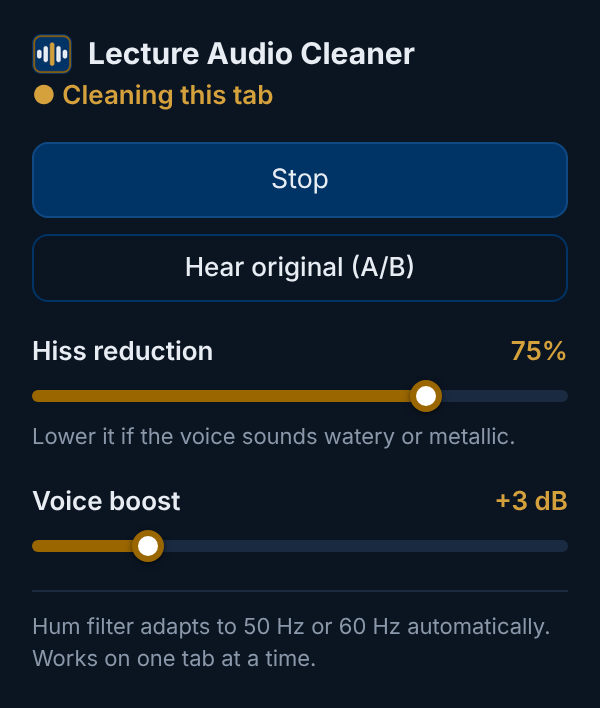 Lecture Audio Cleaner
Cleaning this tab
Stop
Hear original (A/B)
Hiss reduction 75%
Lower it if the voice sounds watery or metallic.
Voice boost +3 dB
Hum filter adapts to 50 Hz or 60 Hz automatically.
Works on one tab at a time.